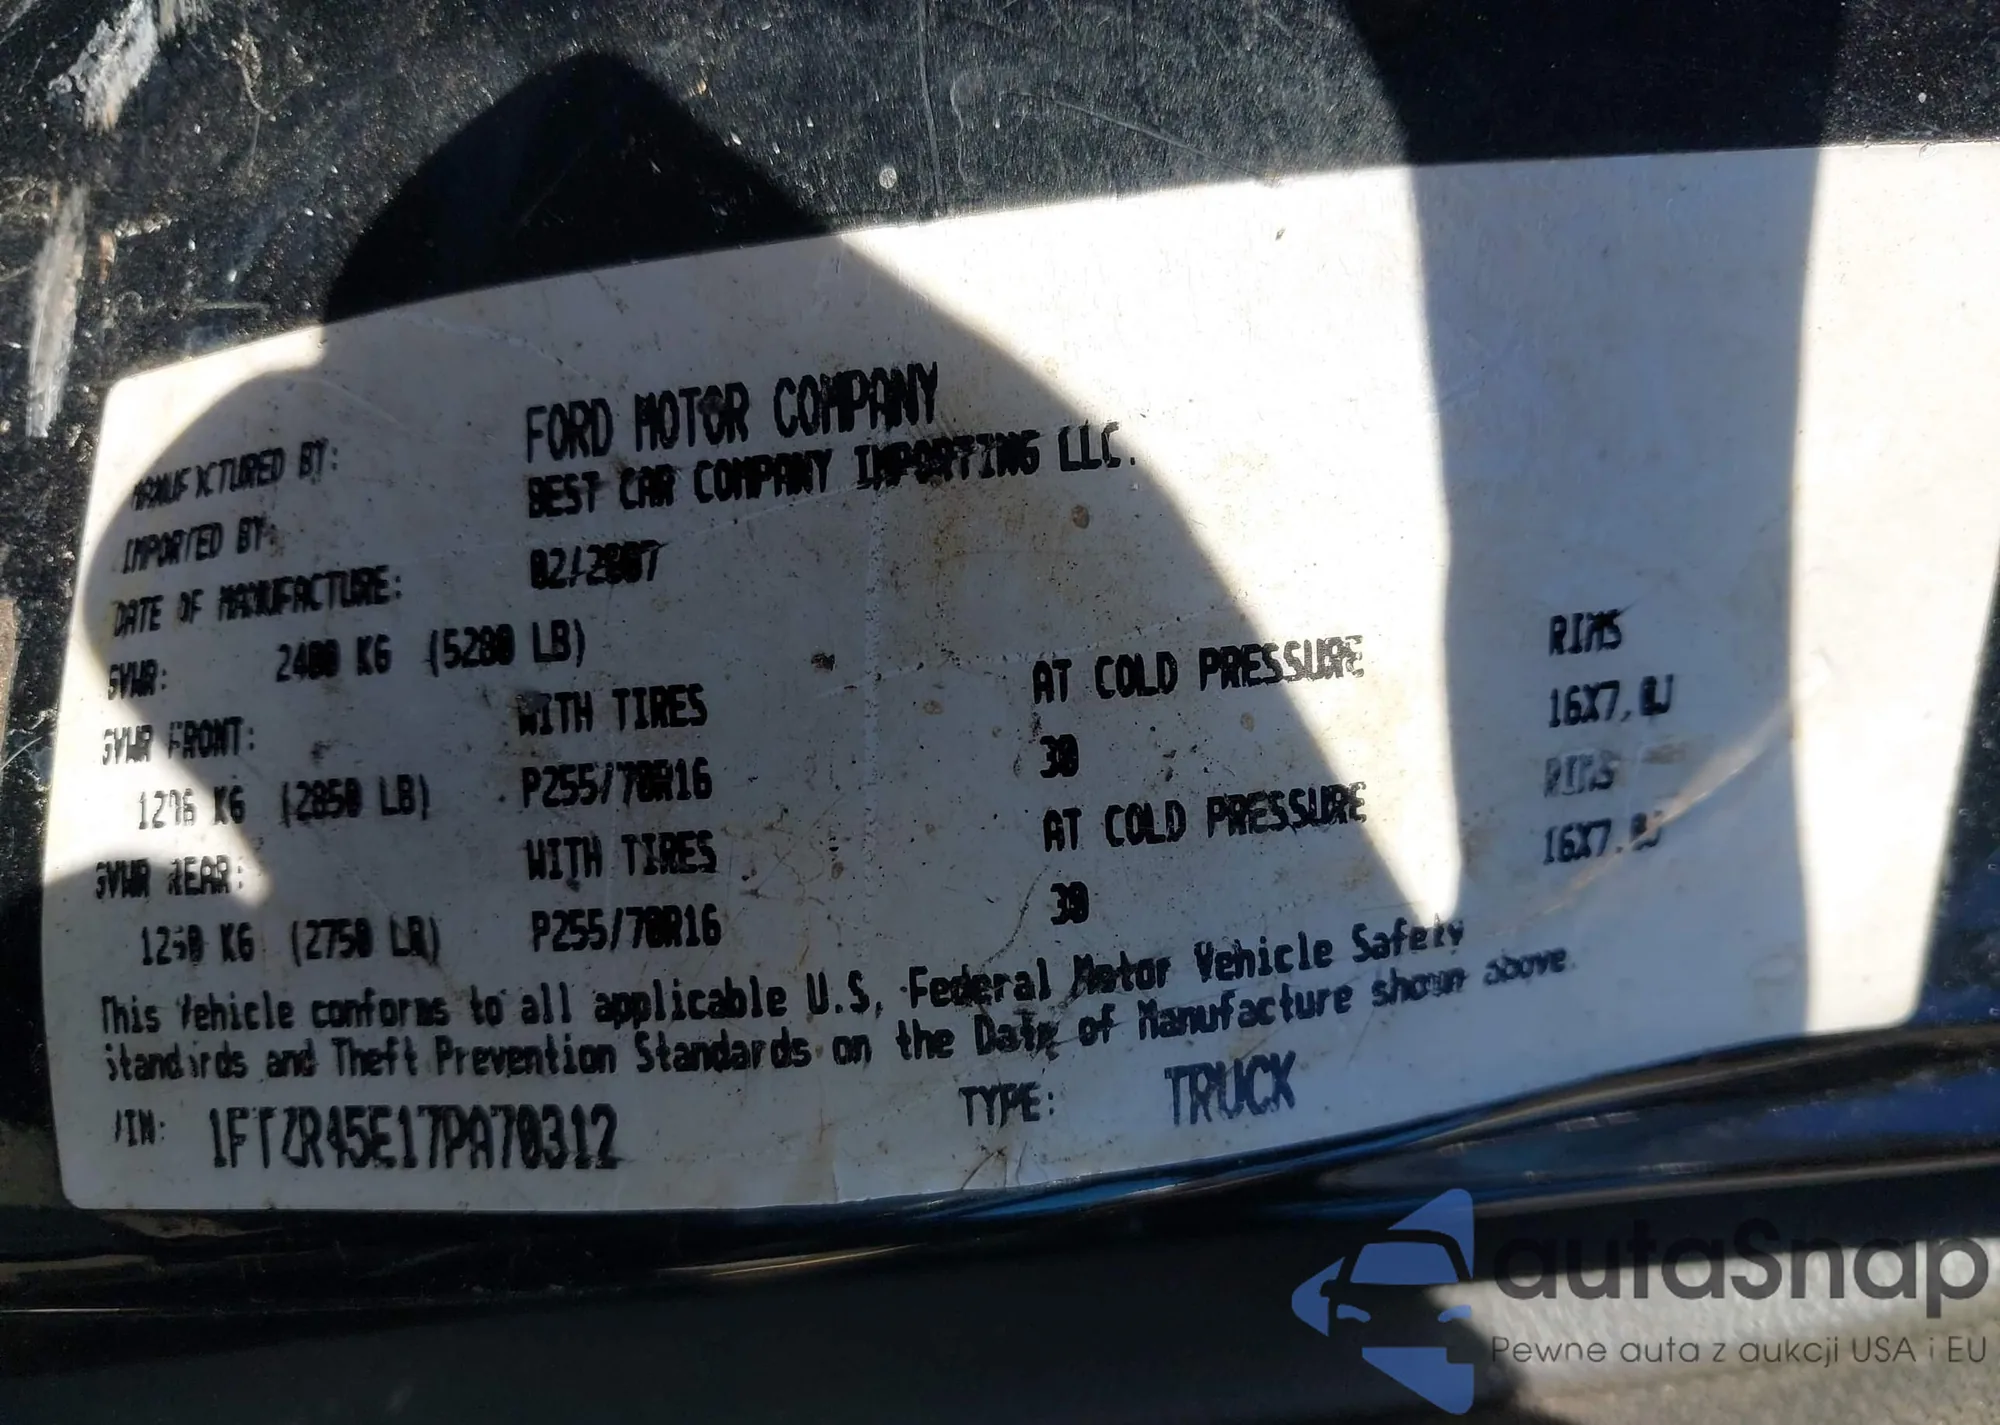 MANUFACTURED BY: FORD MOTOR COMPANY
IMPORTED BY: BEST CAR COMPANY IMPORTING LLC.
DATE OF MANUFACTURE: 02/2007
GVWR: 2400 KG (5280 LB)
GVWR FRONT: WITH TIRES AT COLD PRESSURE RIMS
1296 KG (2850 LB) P255/70R16 30 16X7.0J
GVWR REAR: WITH TIRES AT COLD PRESSURE RIMS
1250 KG (2750 LB) P255/70R16 30 16X7.0J
This Vehicle conforms to all applicable U.S. Federal Motor Vehicle Safety
Standards and Theft Prevention Standards on the Date of Manufacture shown above.
VIN: 1FTZR45E17PA70312 TYPE: TRUCK
autaSnap
Pewne auta z aukcji USA i EU